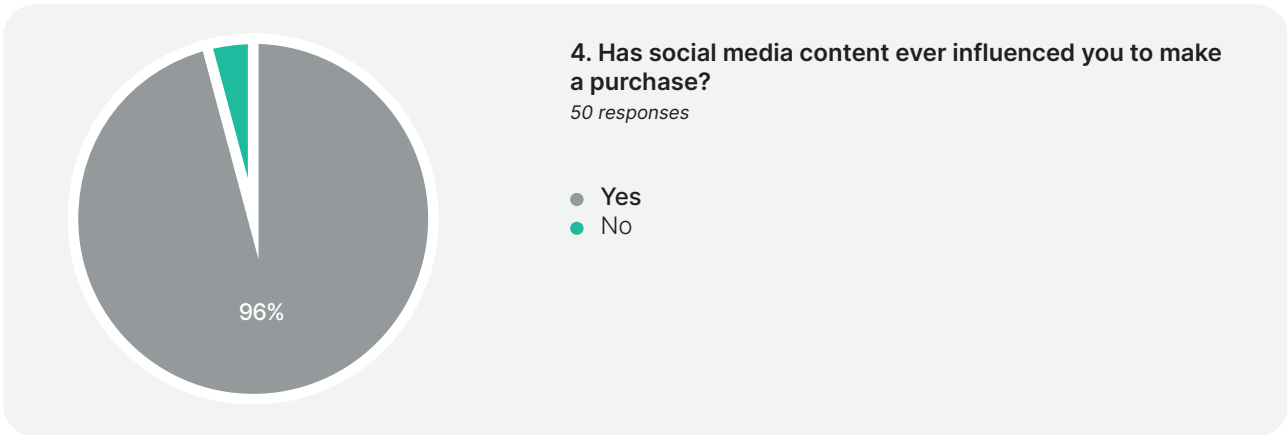 4. Has social media content ever influenced you to make
a purchase?
50 responses
Yes
No
96%